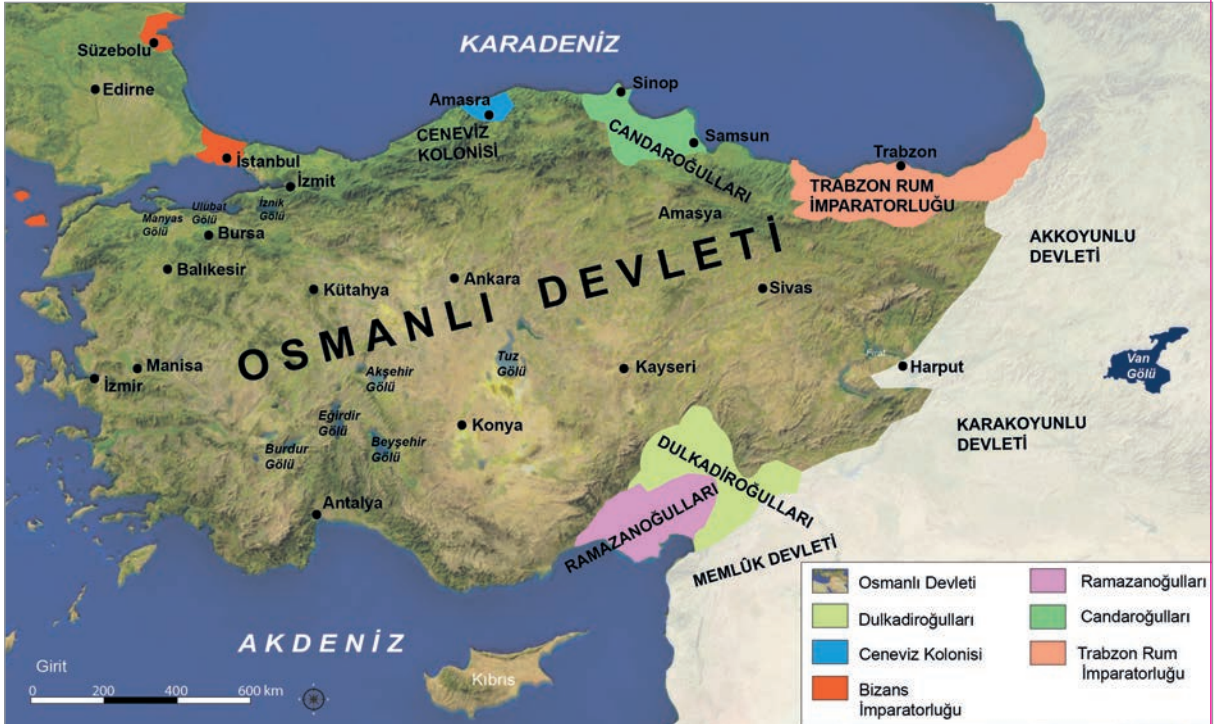 KARADENİZ
Süzebolu
Edirne
Sinop
Amasra
CENEVİZ
KOLONİSİ
CANDAROĞULLARI
Samsun
İstanbul
İzmit
Trabzon
TRABZON RUM
İMPARATORLUĞU
Manyas
Gölü
Ulubat
Gölü
İznik
Gölü
Bursa
Amasya
AKKOYUNLU
DEVLETİ
Balıkesir
Kütahya
Ankara
Sivas
OSMANLI DEVLETİ
Manisa
İzmir
Akşehir
Gölü
Tuz
Gölü
Kayseri
Fırat
Harput
Van
Gölü
Eğirdir
Gölü
Burdur
Gölü
Beyşehir
Gölü
Konya
KARAKOYUNLU
DEVLETİ
DULKADİROĞULLARI
RAMAZANOĞULLARI
Antalya
MEMLÛK DEVLETİ
AKDENİZ
Girit
Kıbrıs
0 200 400 600 km
Osmanlı Devleti
Dulkadiroğulları
Ceneviz Kolonisi
Bizans
İmparatorluğu
Ramazanoğulları
Candaroğulları
Trabzon Rum
İmparatorluğu